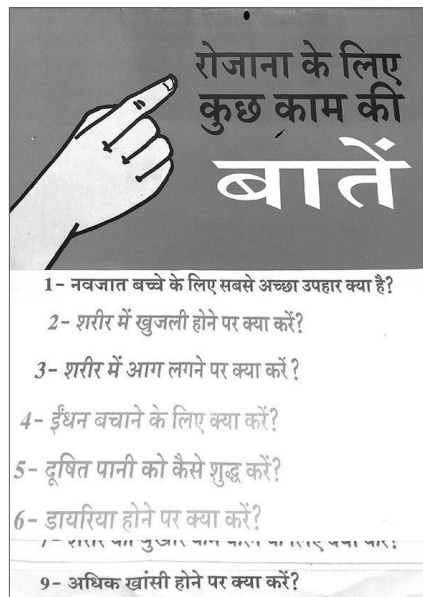 रोजाना के लिए
कुछ काम की
बातें
1- नवजात बच्चे के लिए सबसे अच्छा उपहार क्या है?
2- शरीर में खुजली होने पर क्या करें?
3- शरीर में आग लगने पर क्या करें?
4- ईंधन बचाने के लिए क्या करें?
5- दूषित पानी को कैसे शुद्ध करें?
6- डायरिया होने पर क्या करें?
9- अधिक खांसी होने पर क्या करें?